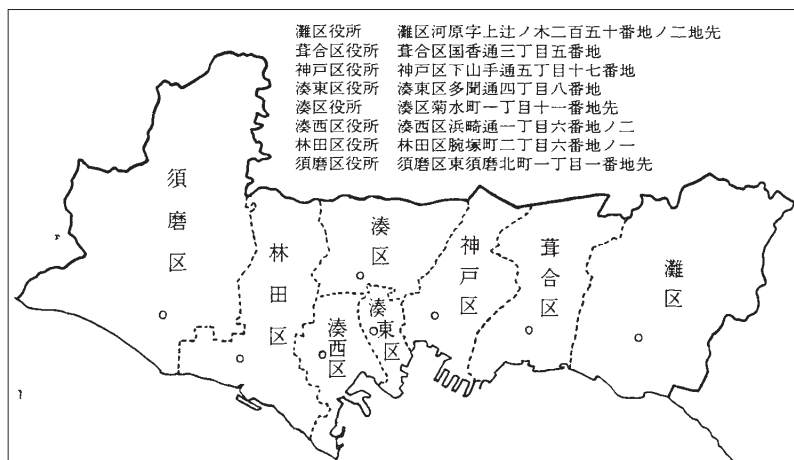 灘区役所　灘区河原字上辻ノ木二百五十番地ノ二地先
葺合区役所　葺合区国香通三丁目五番地
神戸区役所　神戸区下山手通五丁目十七番地
湊東区役所　湊東区多聞通四丁目八番地
湊区役所　湊区菊水町一丁目十一番地先
湊西区役所　湊西区浜崎通一丁目六番地ノ二
林田区役所　林田区腕塚町二丁目六番地ノ一
須磨区役所　須磨区東須磨北町一丁目一番地先
須磨区
林田区
湊区
湊西区
湊東区
神戸区
葺合区
灘区